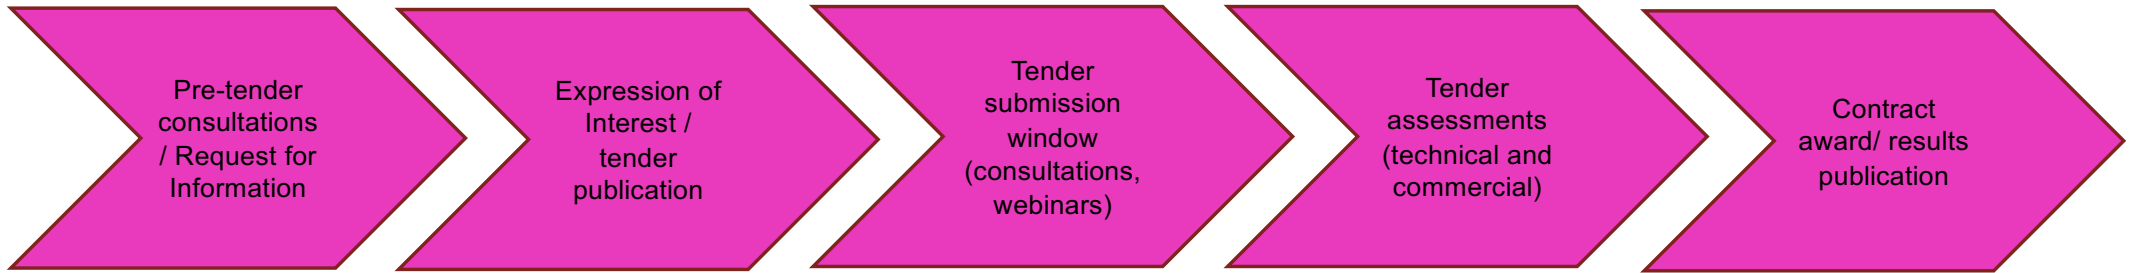 Pre-tender
consultations
/ Request for
Information
Expression of
Interest /
tender
publication
Tender
submission
window
(consultations,
webinars)
Tender
assessments
(technical and
commercial)
Contract
award/ results
publication